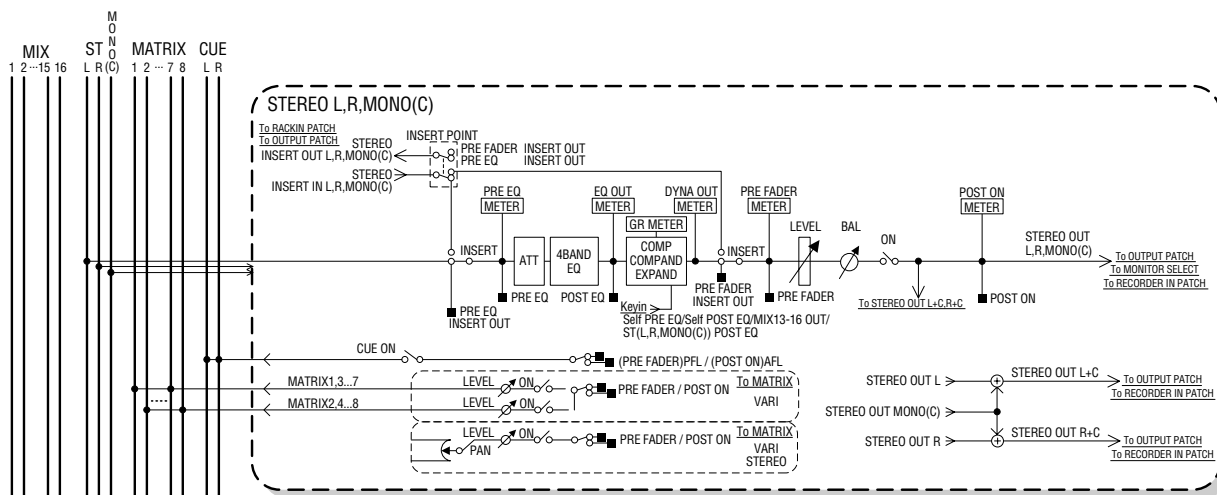 MIX
1 2 ··· 15 16
ST
L R
MONO(C)
MATRIX
1 2 ··· 7 8
CUE
L R
STEREO L,R,MONO(C)
To RACKIN PATCH
To OUTPUT PATCH
STEREO
INSERT OUT L,R,MONO(C)
STEREO
INSERT IN L,R,MONO(C)
INSERT POINT
PRE FADER INSERT OUT
PRE EQ INSERT OUT
PRE EQ
METER
EQ OUT
METER
DYNA OUT
METER
PRE FADER
METER
POST ON
METER
GR METER
LEVEL
BAL
ON
INSERT
ATT
4BAND
EQ
COMP
COMPAND
EXPAND
INSERT
STEREO OUT
L,R,MONO(C)
To OUTPUT PATCH
To MONITOR SELECT
To RECORDER IN PATCH
PRE EQ
POST EQ
PRE FADER
INSERT OUT
PRE FADER
To STEREO OUT L+C,R+C
POST ON
PRE EQ
INSERT OUT
Keyin
Self PRE EQ/Self POST EQ/MIX13-16 OUT/
ST(L,R,MONO(C)) POST EQ
CUE ON
(PRE FADER)PFL / (POST ON)AFL
MATRIX1,3...7
LEVEL
ON
PRE FADER / POST ON
To MATRIX
VARI
MATRIX2,4...8
LEVEL
ON
LEVEL
ON
PAN
PRE FADER / POST ON
To MATRIX
VARI
STEREO
STEREO OUT L
STEREO OUT L+C
To OUTPUT PATCH
To RECORDER IN PATCH
STEREO OUT MONO(C)
STEREO OUT R
STEREO OUT R+C
To OUTPUT PATCH
To RECORDER IN PATCH